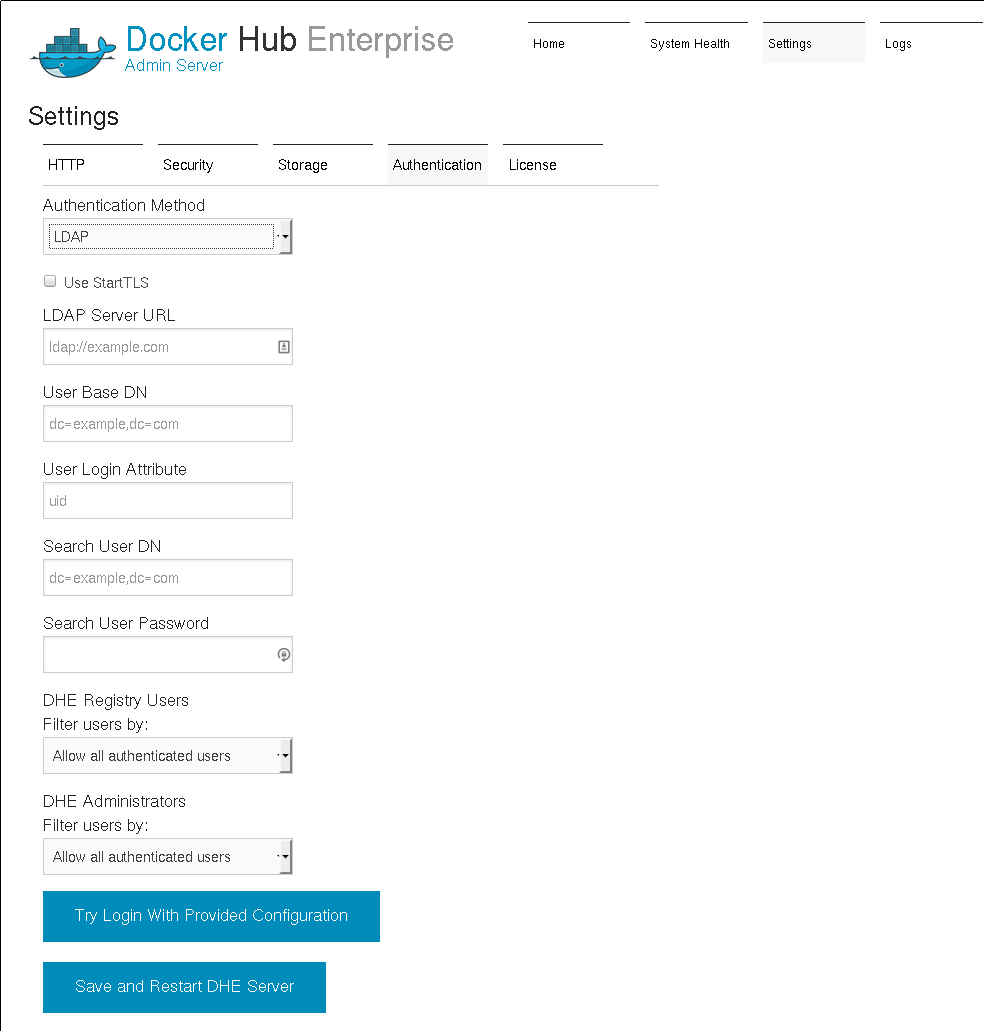 Docker Hub Enterprise
Admin Server
Home System Health Settings Logs
Settings
HTTP Security Storage Authentication License
Authentication Method
LDAP
Use StartTLS
LDAP Server URL
ldap://example.com
User Base DN
dc=example,dc=com
User Login Attribute
uid
Search User DN
dc=example,dc=com
Search User Password
DHE Registry Users
Filter users by:
Allow all authenticated users
DHE Administrators
Filter users by:
Allow all authenticated users
Try Login With Provided Configuration
Save and Restart DHE Server